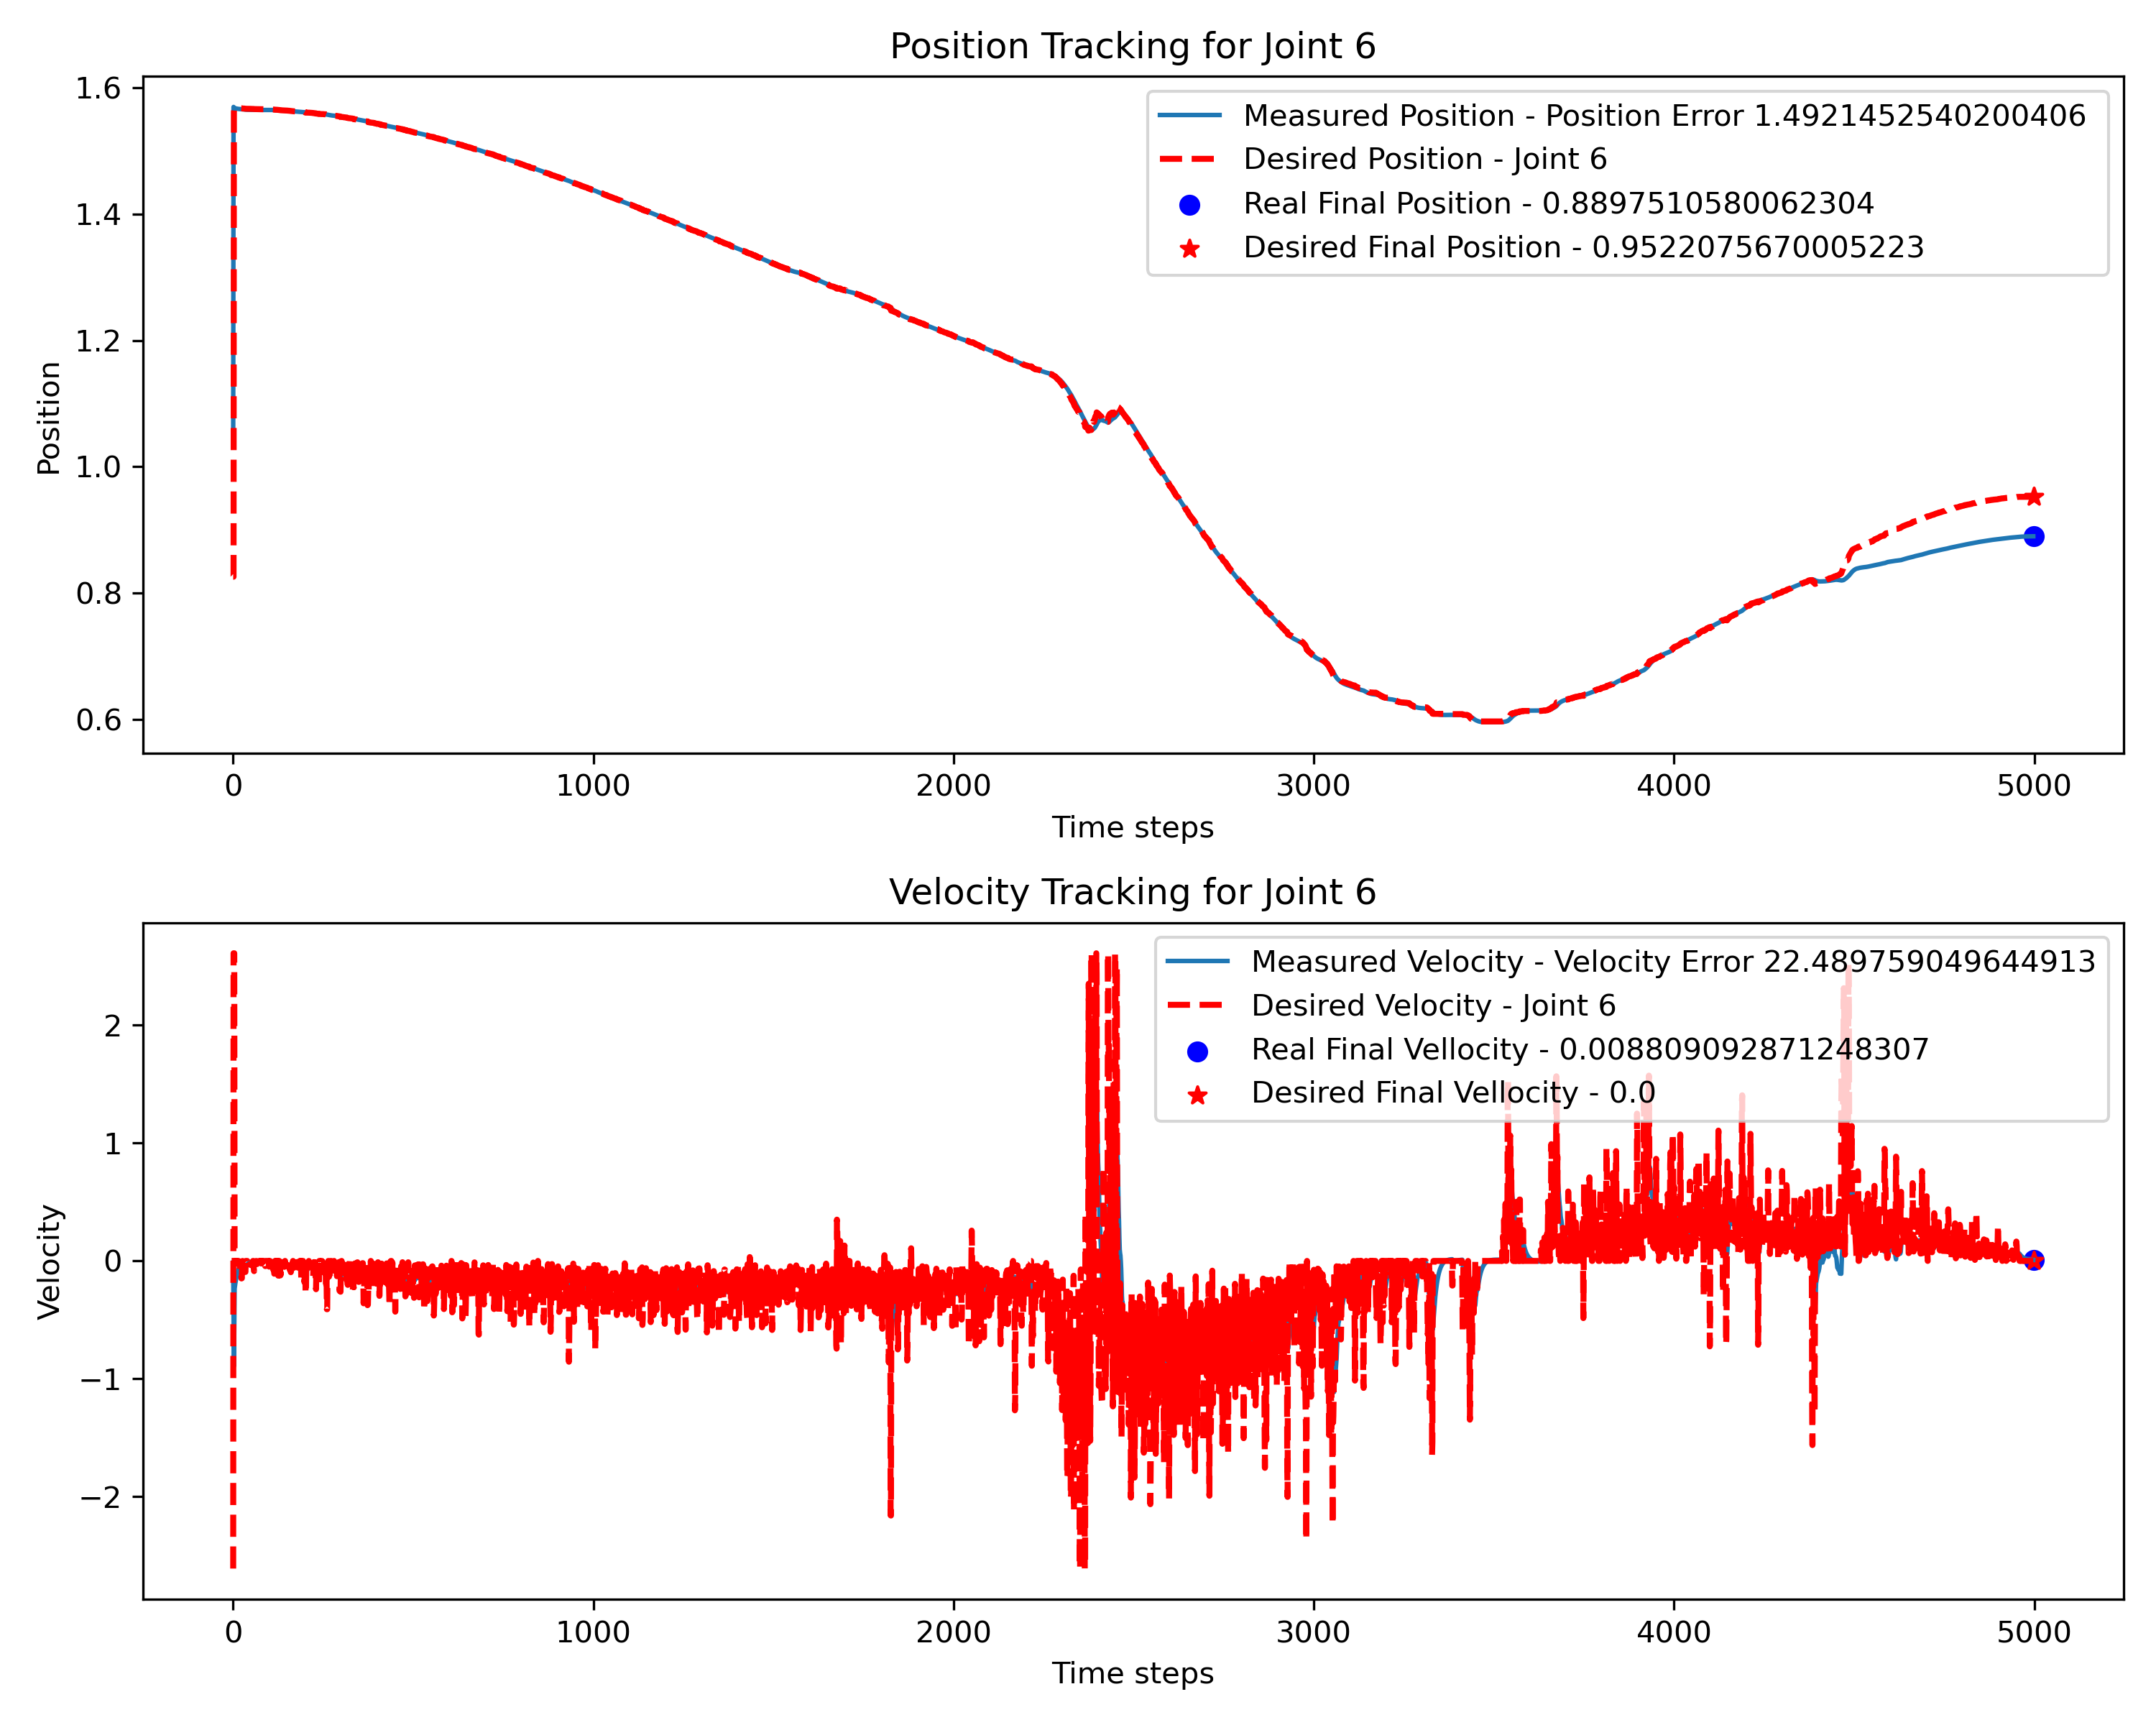 Position Tracking for Joint 6
1.6
1.4
1.2
1.0
0.8
0.6
Position
Measured Position - Position Error 1.4921452540200406
Desired Position - Joint 6
Real Final Position - 0.8897510580062304
Desired Final Position - 0.9522075670005223
0 1000 2000 3000 4000 5000
Time steps
Velocity Tracking for Joint 6
2
1
0
−1
−2
Velocity
Measured Velocity - Velocity Error 22.489759049644913
Desired Velocity - Joint 6
Real Final Vellocity - 0.008809092871248307
Desired Final Vellocity - 0.0
0 1000 2000 3000 4000 5000
Time steps